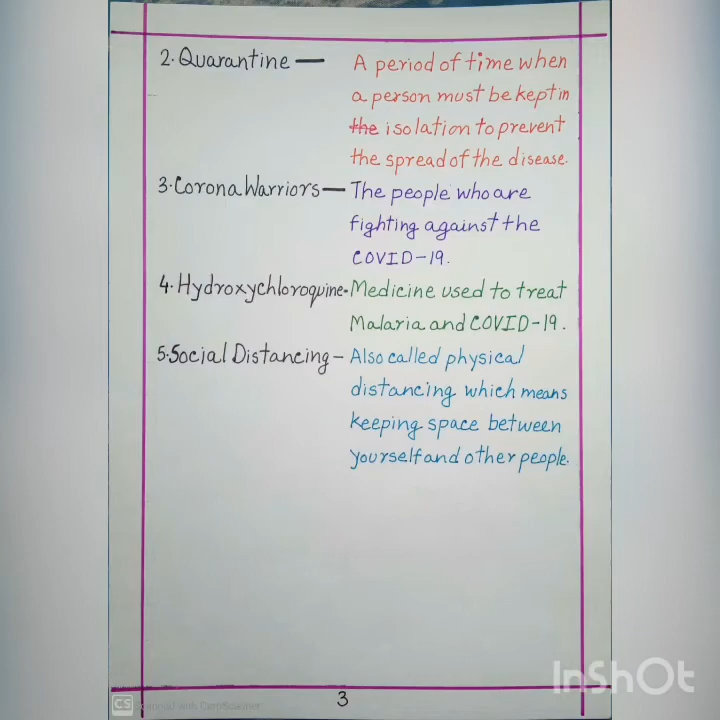 2. Quarantine — A period of time when
a person must be kept in
the isolation to prevent
the spread of the disease.
3. Corona Warriors — The people who are
fighting against the
COVID-19.
4. Hydroxychloroquine - Medicine used to treat
Malaria and COVID-19.
5. Social Distancing - Also called physical
distancing which means
keeping space between
yourself and other people.
InShOt
CS Scanned with CamScanner
3